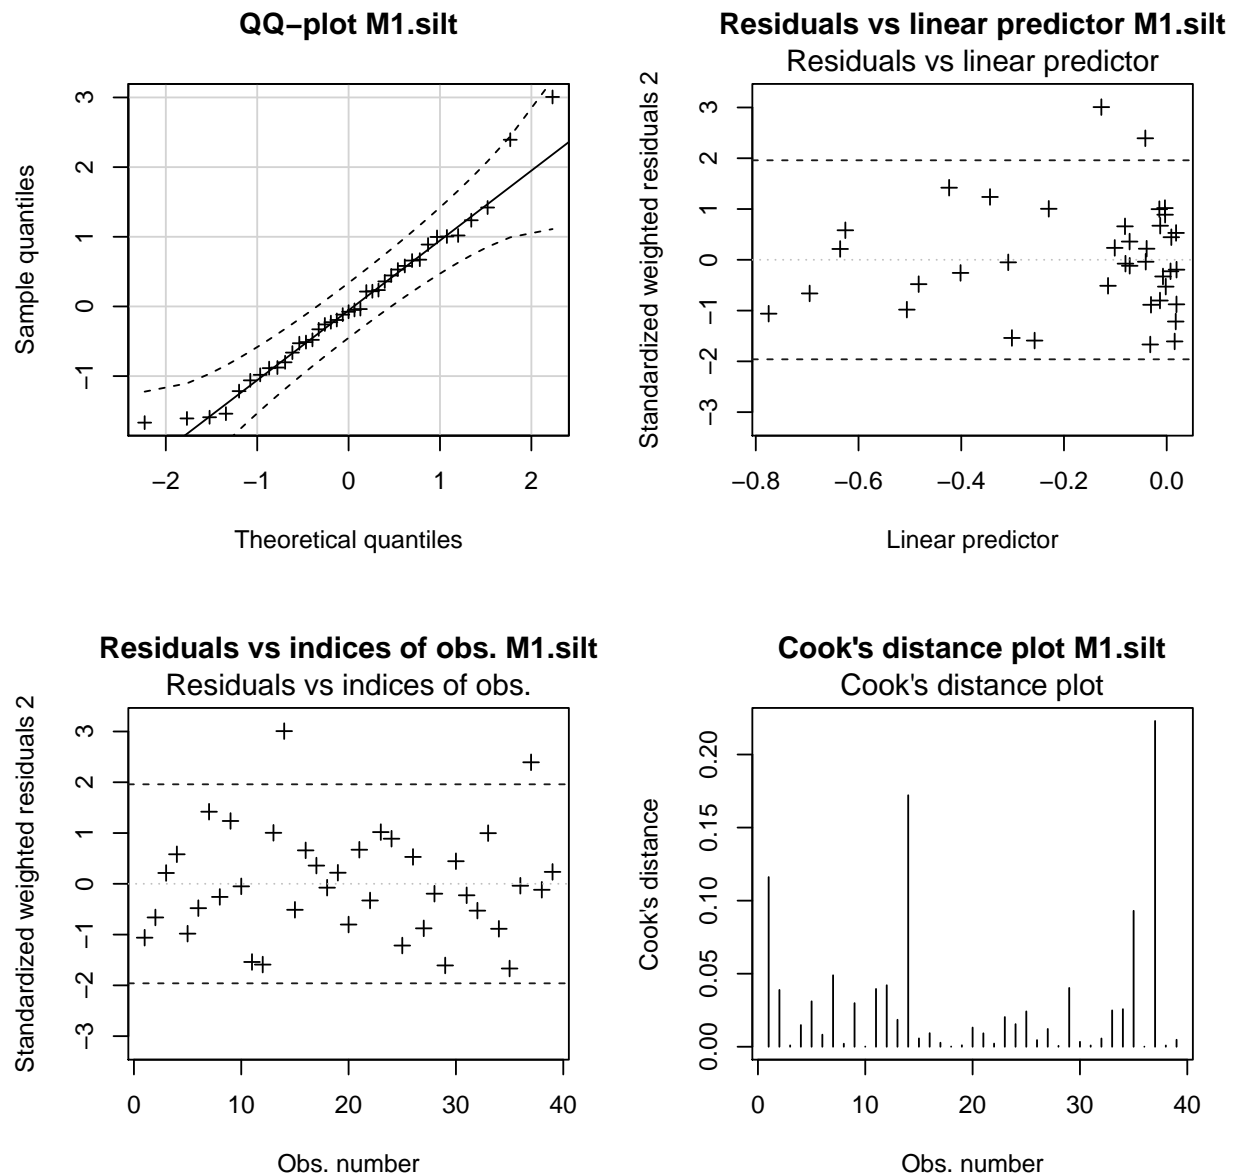 QQ−plot M1.silt
3
2
1
0
−1
Sample quantiles
−2 −1 0 1 2
Theoretical quantiles
Residuals vs linear predictor M1.silt
Residuals vs linear predictor
3
2
1
0
−1
−2
−3
Standardized weighted residuals 2
−0.8 −0.6 −0.4 −0.2 0.0
Linear predictor
Residuals vs indices of obs. M1.silt
Residuals vs indices of obs.
3
2
1
0
−1
−2
−3
Standardized weighted residuals 2
0 10 20 30 40
Obs. number
Cook's distance plot M1.silt
Cook's distance plot
0.20
0.15
0.10
0.05
0.00
Cook's distance
0 10 20 30 40
Obs. number